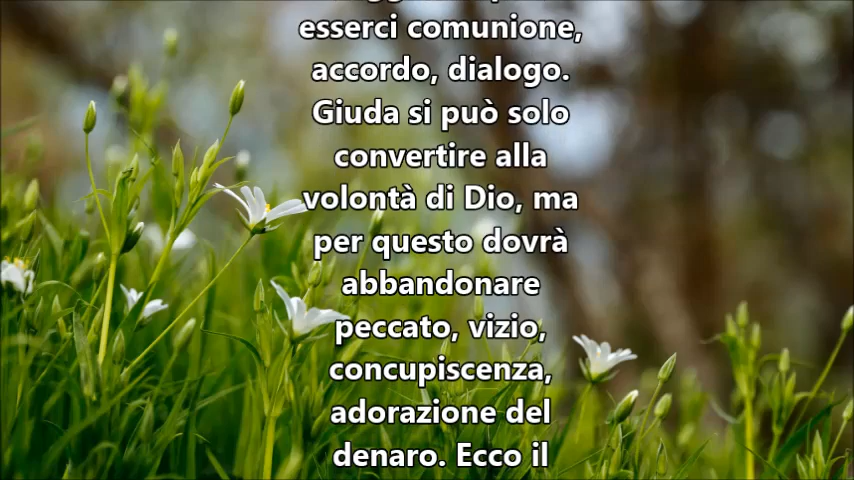 esserci comunione,
accordo, dialogo.
Giuda si può solo
convertire alla
volontà di Dio, ma
per questo dovrà
abbandonare
peccato, vizio,
concupiscenza,
adorazione del
denaro. Ecco il